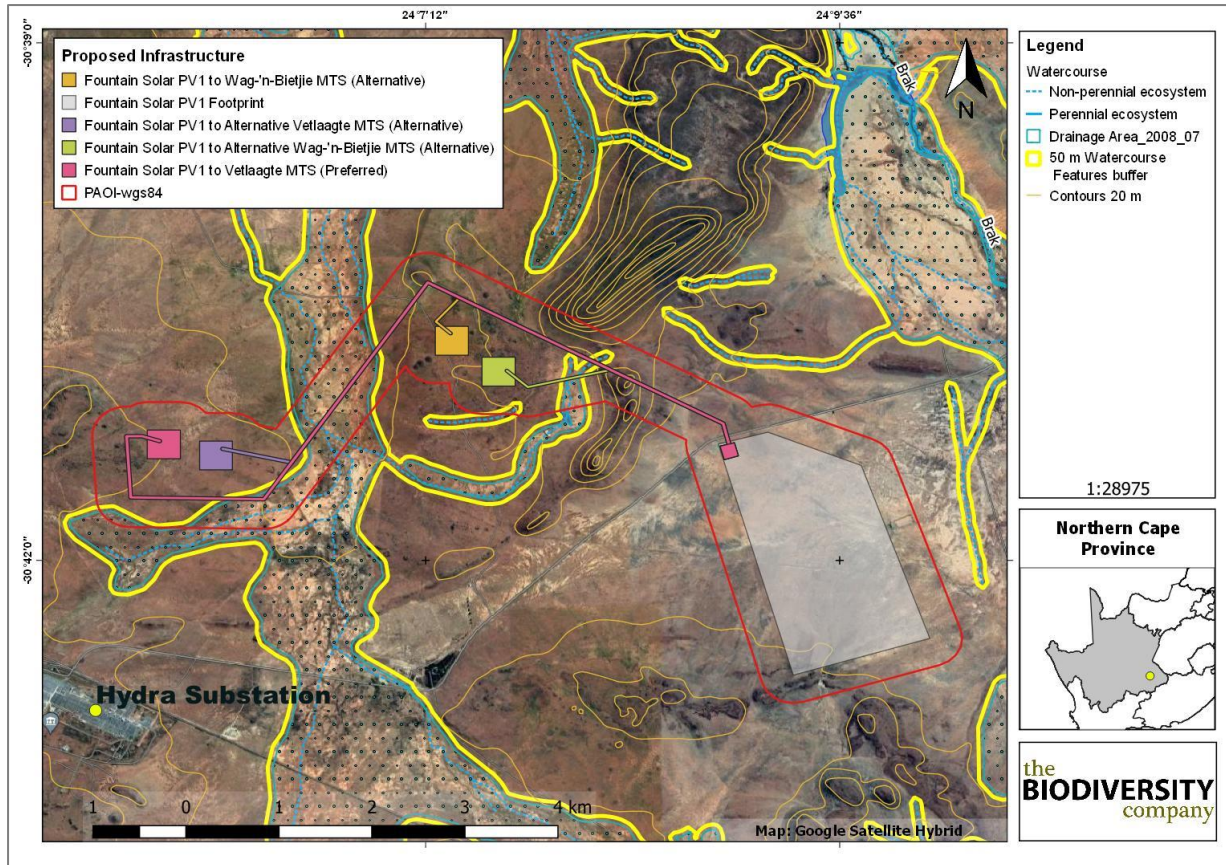 24°7'12"
24°9'36"
-30°39'0"
-30°42'0"
Proposed Infrastructure
Fountain Solar PV1 to Wag-'n-Bietjie MTS (Alternative)
Fountain Solar PV1 Footprint
Fountain Solar PV1 to Alternative Vetlaagte MTS (Alternative)
Fountain Solar PV1 to Alternative Wag-'n-Bietjie MTS (Alternative)
Fountain Solar PV1 to Vetlaagte MTS (Preferred)
PAOI-wgs84
Brak
N
Brak
Hydra Substation
1 0 1 2 3 4 km
Map: Google Satellite Hybrid
Legend
Watercourse
Non-perennial ecosystem
Perennial ecosystem
Drainage Area_2008_07
50 m Watercourse
Features buffer
Contours 20 m
1:28975
Northern Cape
Province
the
BIODIVERSITY
company